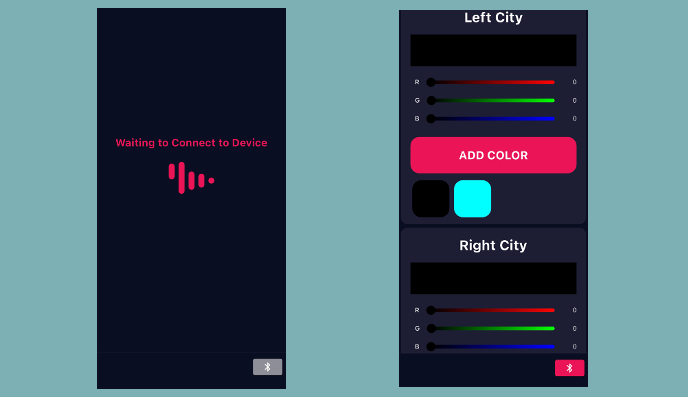 Waiting to Connect to Device
Left City
R 0
G 0
B 0
ADD COLOR
Right City
R 0
G 0
B 0